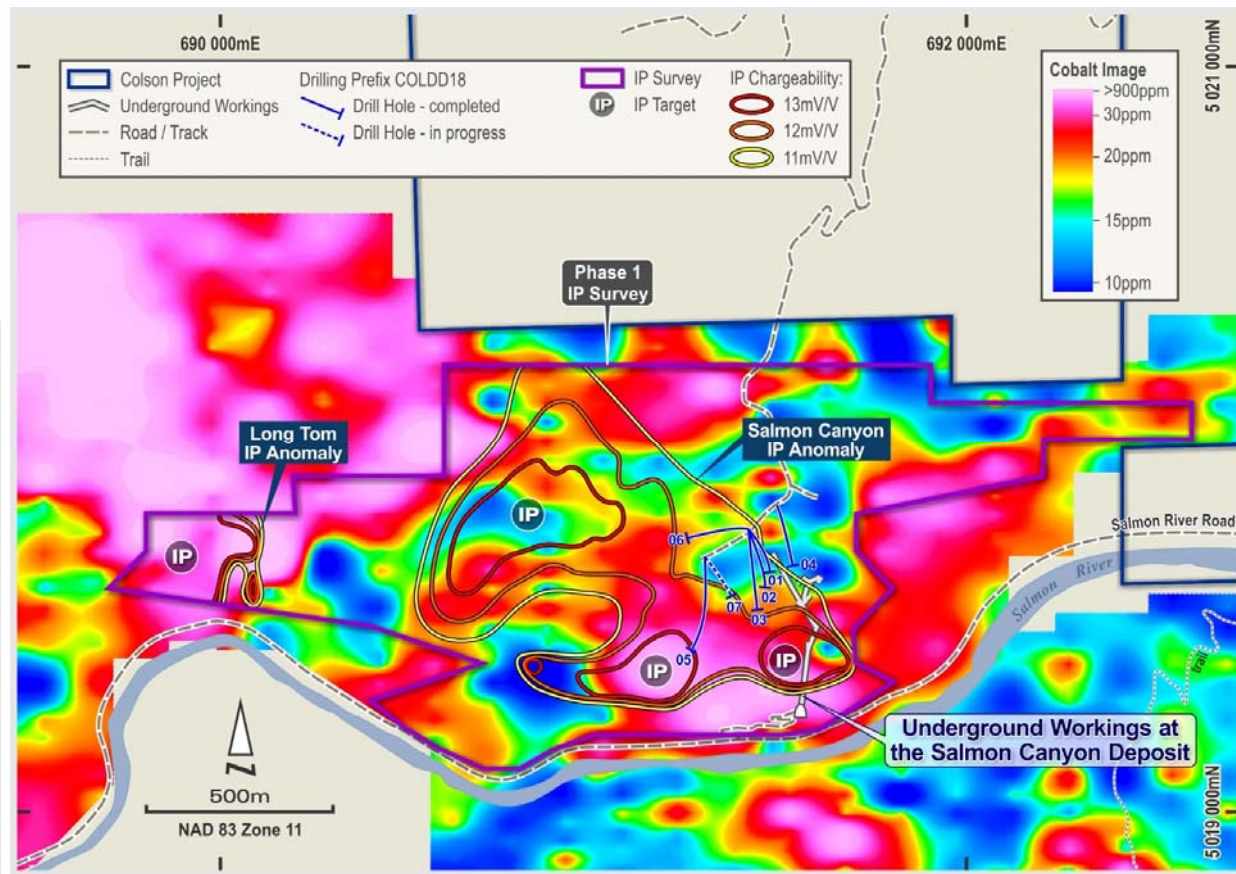 690 000mE
692 000mE
5 021 000mN
Colson Project
Underground Workings
Road / Track
Trail
Drilling Prefix COLDD18
Drill Hole - completed
Drill Hole - in progress
IP Survey
IP IP Target
IP Chargeability:
13mV/V
12mV/V
11mV/V
Cobalt Image
>900ppm
30ppm
20ppm
15ppm
10ppm
Phase 1
IP Survey
Long Tom
IP Anomaly
Salmon Canyon
IP Anomaly
IP
IP
IP
IP
06
04
01
02
07
03
05
Salmon River Road
Salmon River
trail
Underground Workings at
the Salmon Canyon Deposit
N
500m
NAD 83 Zone 11
5 019 000mN